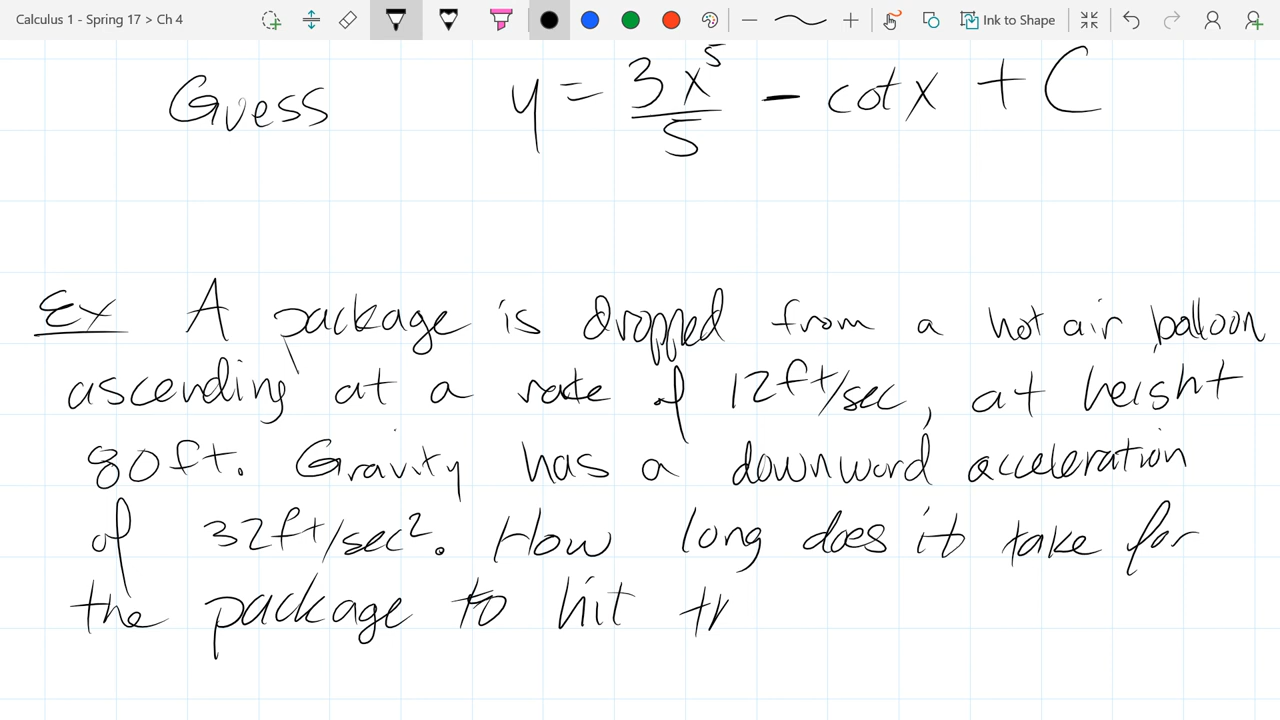 Calculus 1 - Spring 17 > Ch 4
Ink to Shape
Guess y = 3x^5/5 - cot x + C
Ex A package is dropped from a hot air balloon
ascending at a rate of 12ft/sec, at height
80ft. Gravity has a downward acceleration
of 32ft/sec². How long does it take for
the package to hit th